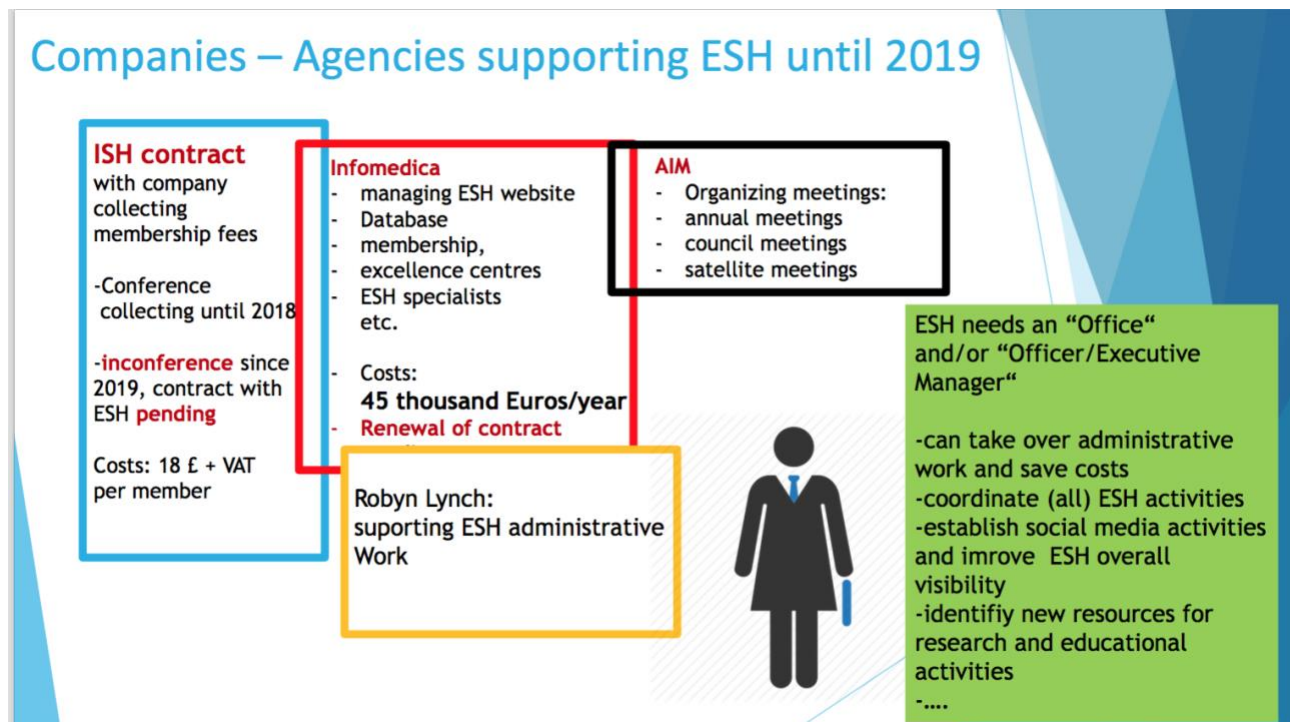 Companies – Agencies supporting ESH until 2019
ISH contract
with company
collecting
membership fees
-Conference
collecting until 2018
-inconference since
2019, contract with
ESH pending
Costs: 18 £ + VAT
per member
Infomedica
- managing ESH website
- Database
- membership,
- excellence centres
- ESH specialists
etc.
- Costs:
45 thousand Euros/year
- Renewal of contract
Robyn Lynch:
suporting ESH administrative
Work
AIM
- Organizing meetings:
- annual meetings
- council meetings
- satellite meetings
ESH needs an “Office“
and/or “Officer/Executive
Manager“
-can take over administrative
work and save costs
-coordinate (all) ESH activities
-establish social media activities
and imrove ESH overall
visibility
-identifiy new resources for
research and educational
activities
-....